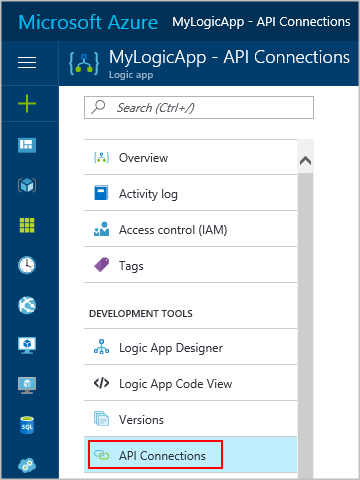 Microsoft Azure MyLogicApp - API Connections
MyLogicApp - API Connections
Logic app
Search (Ctrl+/)
Overview
Activity log
Access control (IAM)
Tags
DEVELOPMENT TOOLS
Logic App Designer
Logic App Code View
Versions
API Connections
SQL